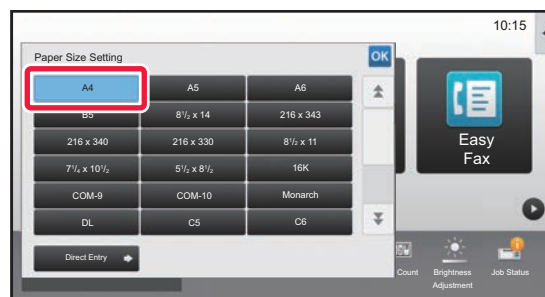 10:15
Paper Size Setting
OK
A4 A5 A6
B5 8¹/₂ x 14 216 x 343
216 x 340 216 x 330 8¹/₂ x 11
7¹/₄ x 10¹/₂ 5¹/₂ x 8¹/₂ 16K
COM-9 COM-10 Monarch
DL C5 C6
Direct Entry
Easy
Fax
Count Brightness Job Status
Adjustment